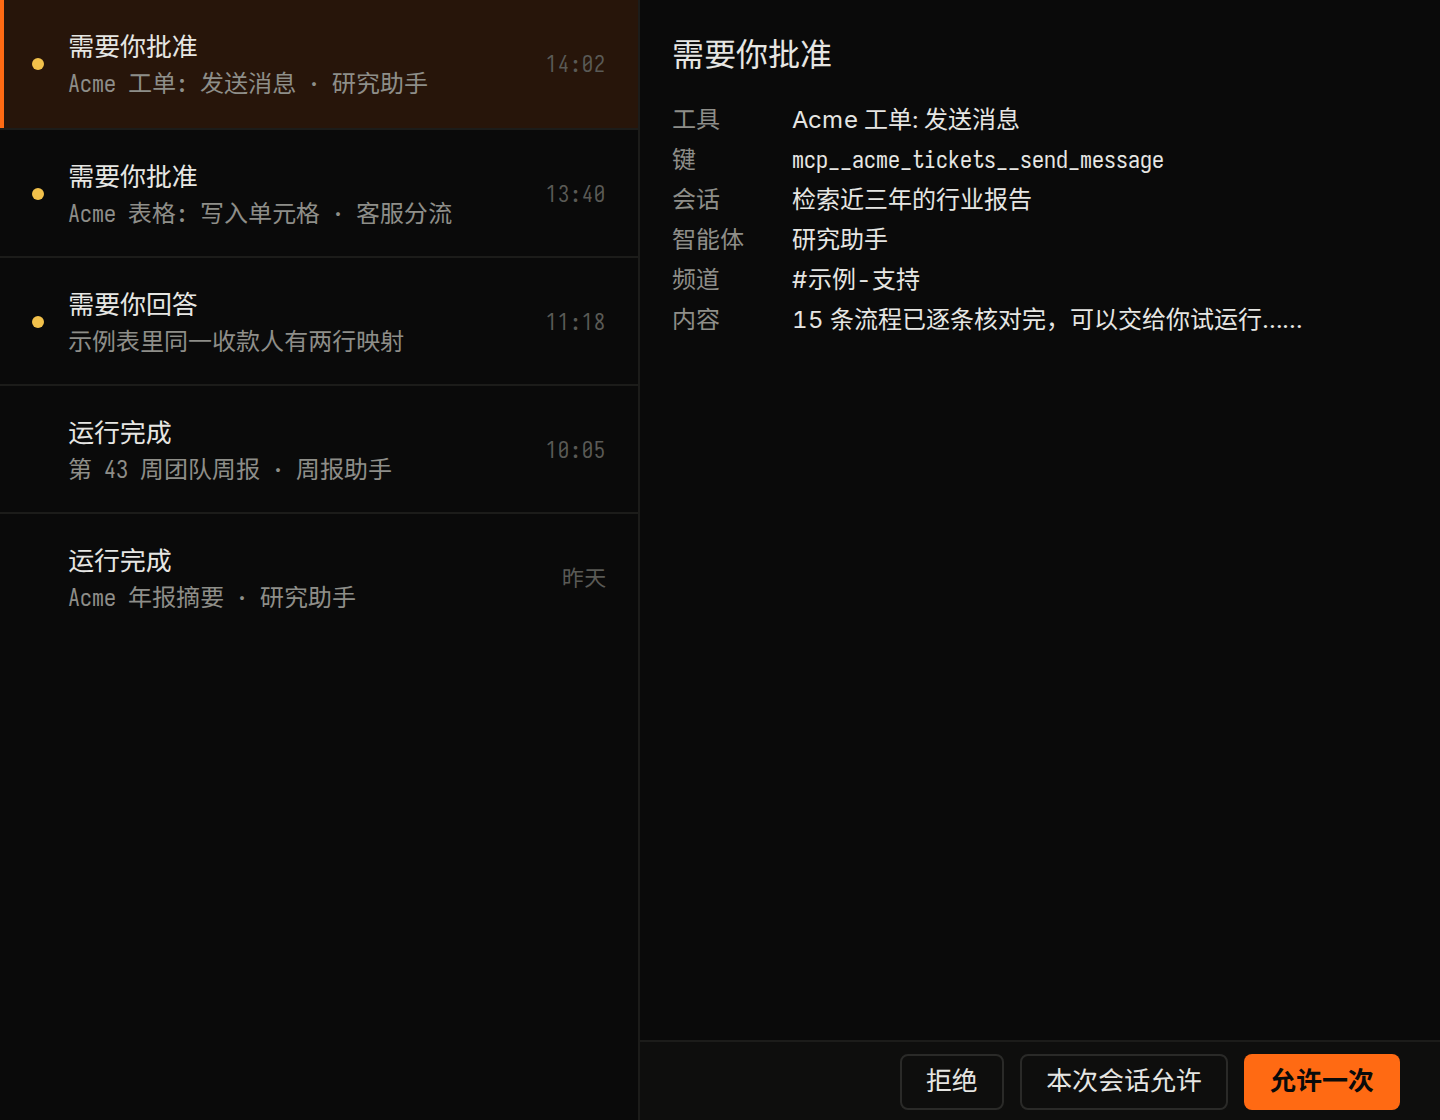 需要你批准
Acme 工单: 发送消息 · 研究助手
14:02
需要你批准
Acme 表格: 写入单元格 · 客服分流
13:40
需要你回答
示例表里同一收款人有两行映射
11:18
运行完成
第 43 周团队周报 · 周报助手
10:05
运行完成
Acme 年报摘要 · 研究助手
昨天
需要你批准
工具 Acme 工单: 发送消息
键 mcp__acme_tickets__send_message
会话 检索近三年的行业报告
智能体 研究助手
频道 #示例-支持
内容 15 条流程已逐条核对完，可以交给你试运行……
拒绝 本次会话允许 允许一次